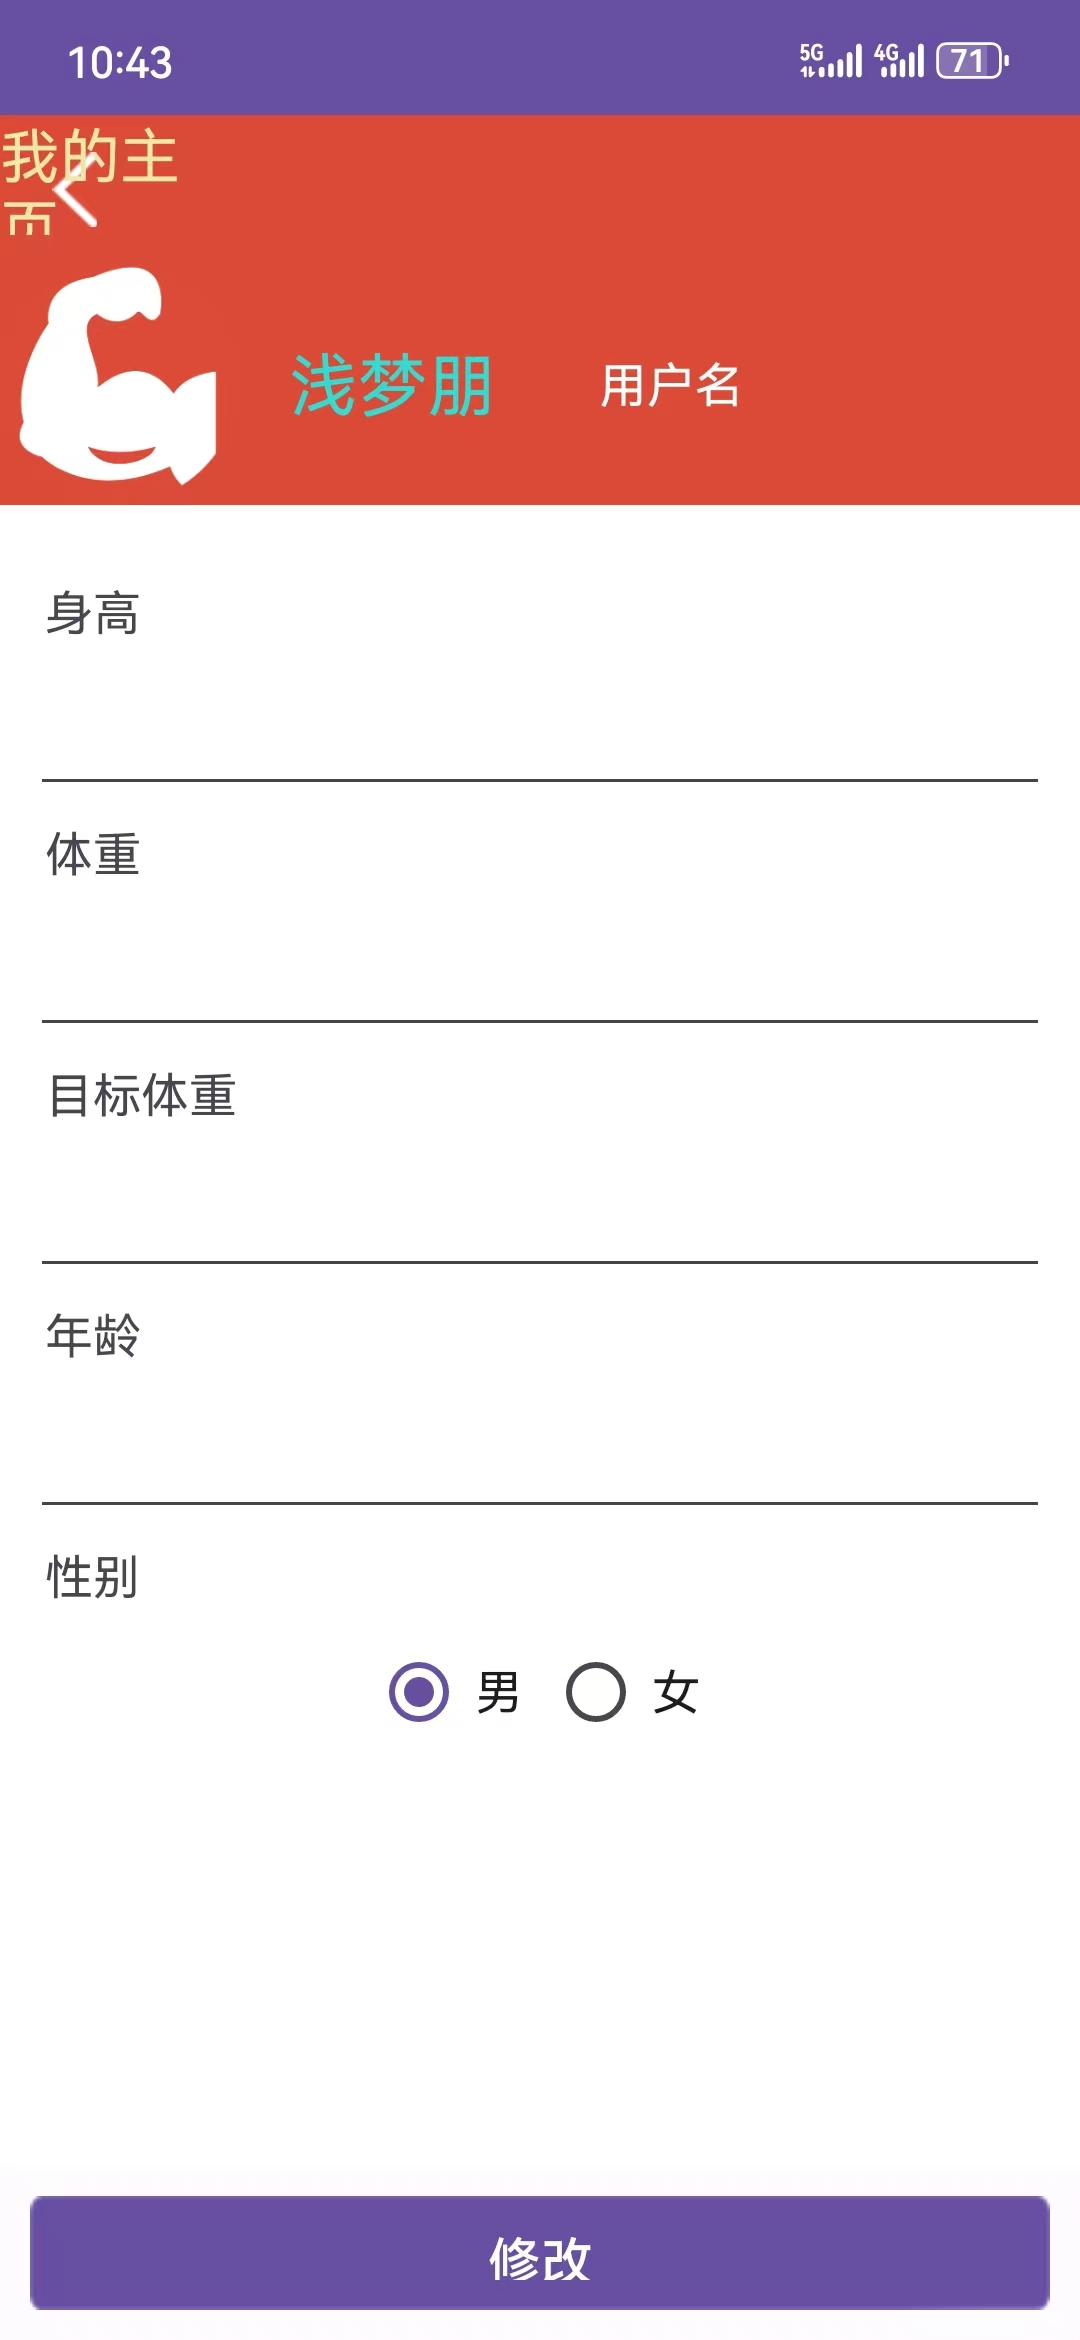 10:43
5G 4G 71
我的主
页
浅梦朋 用户名
身高
体重
目标体重
年龄
性别
男 女
修改